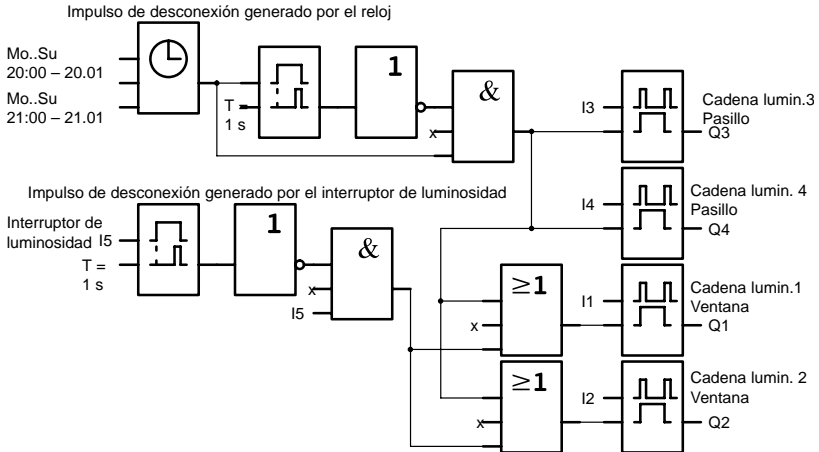 Impulso de desconexión generado por el reloj
Mo..Su
20:00 – 20.01
Mo..Su
21:00 – 21.01
T =
1 s
1
&
x
I3
Cadena lumin.3
Pasillo
Q3
Impulso de desconexión generado por el interruptor de luminosidad
I4
Cadena lumin. 4
Pasillo
Q4
Interruptor de
luminosidad I5
T =
1 s
1
&
x
I5
≥1
x
I1
Cadena lumin.1
Ventana
Q1
≥1
x
I2
Cadena lumin. 2
Ventana
Q2